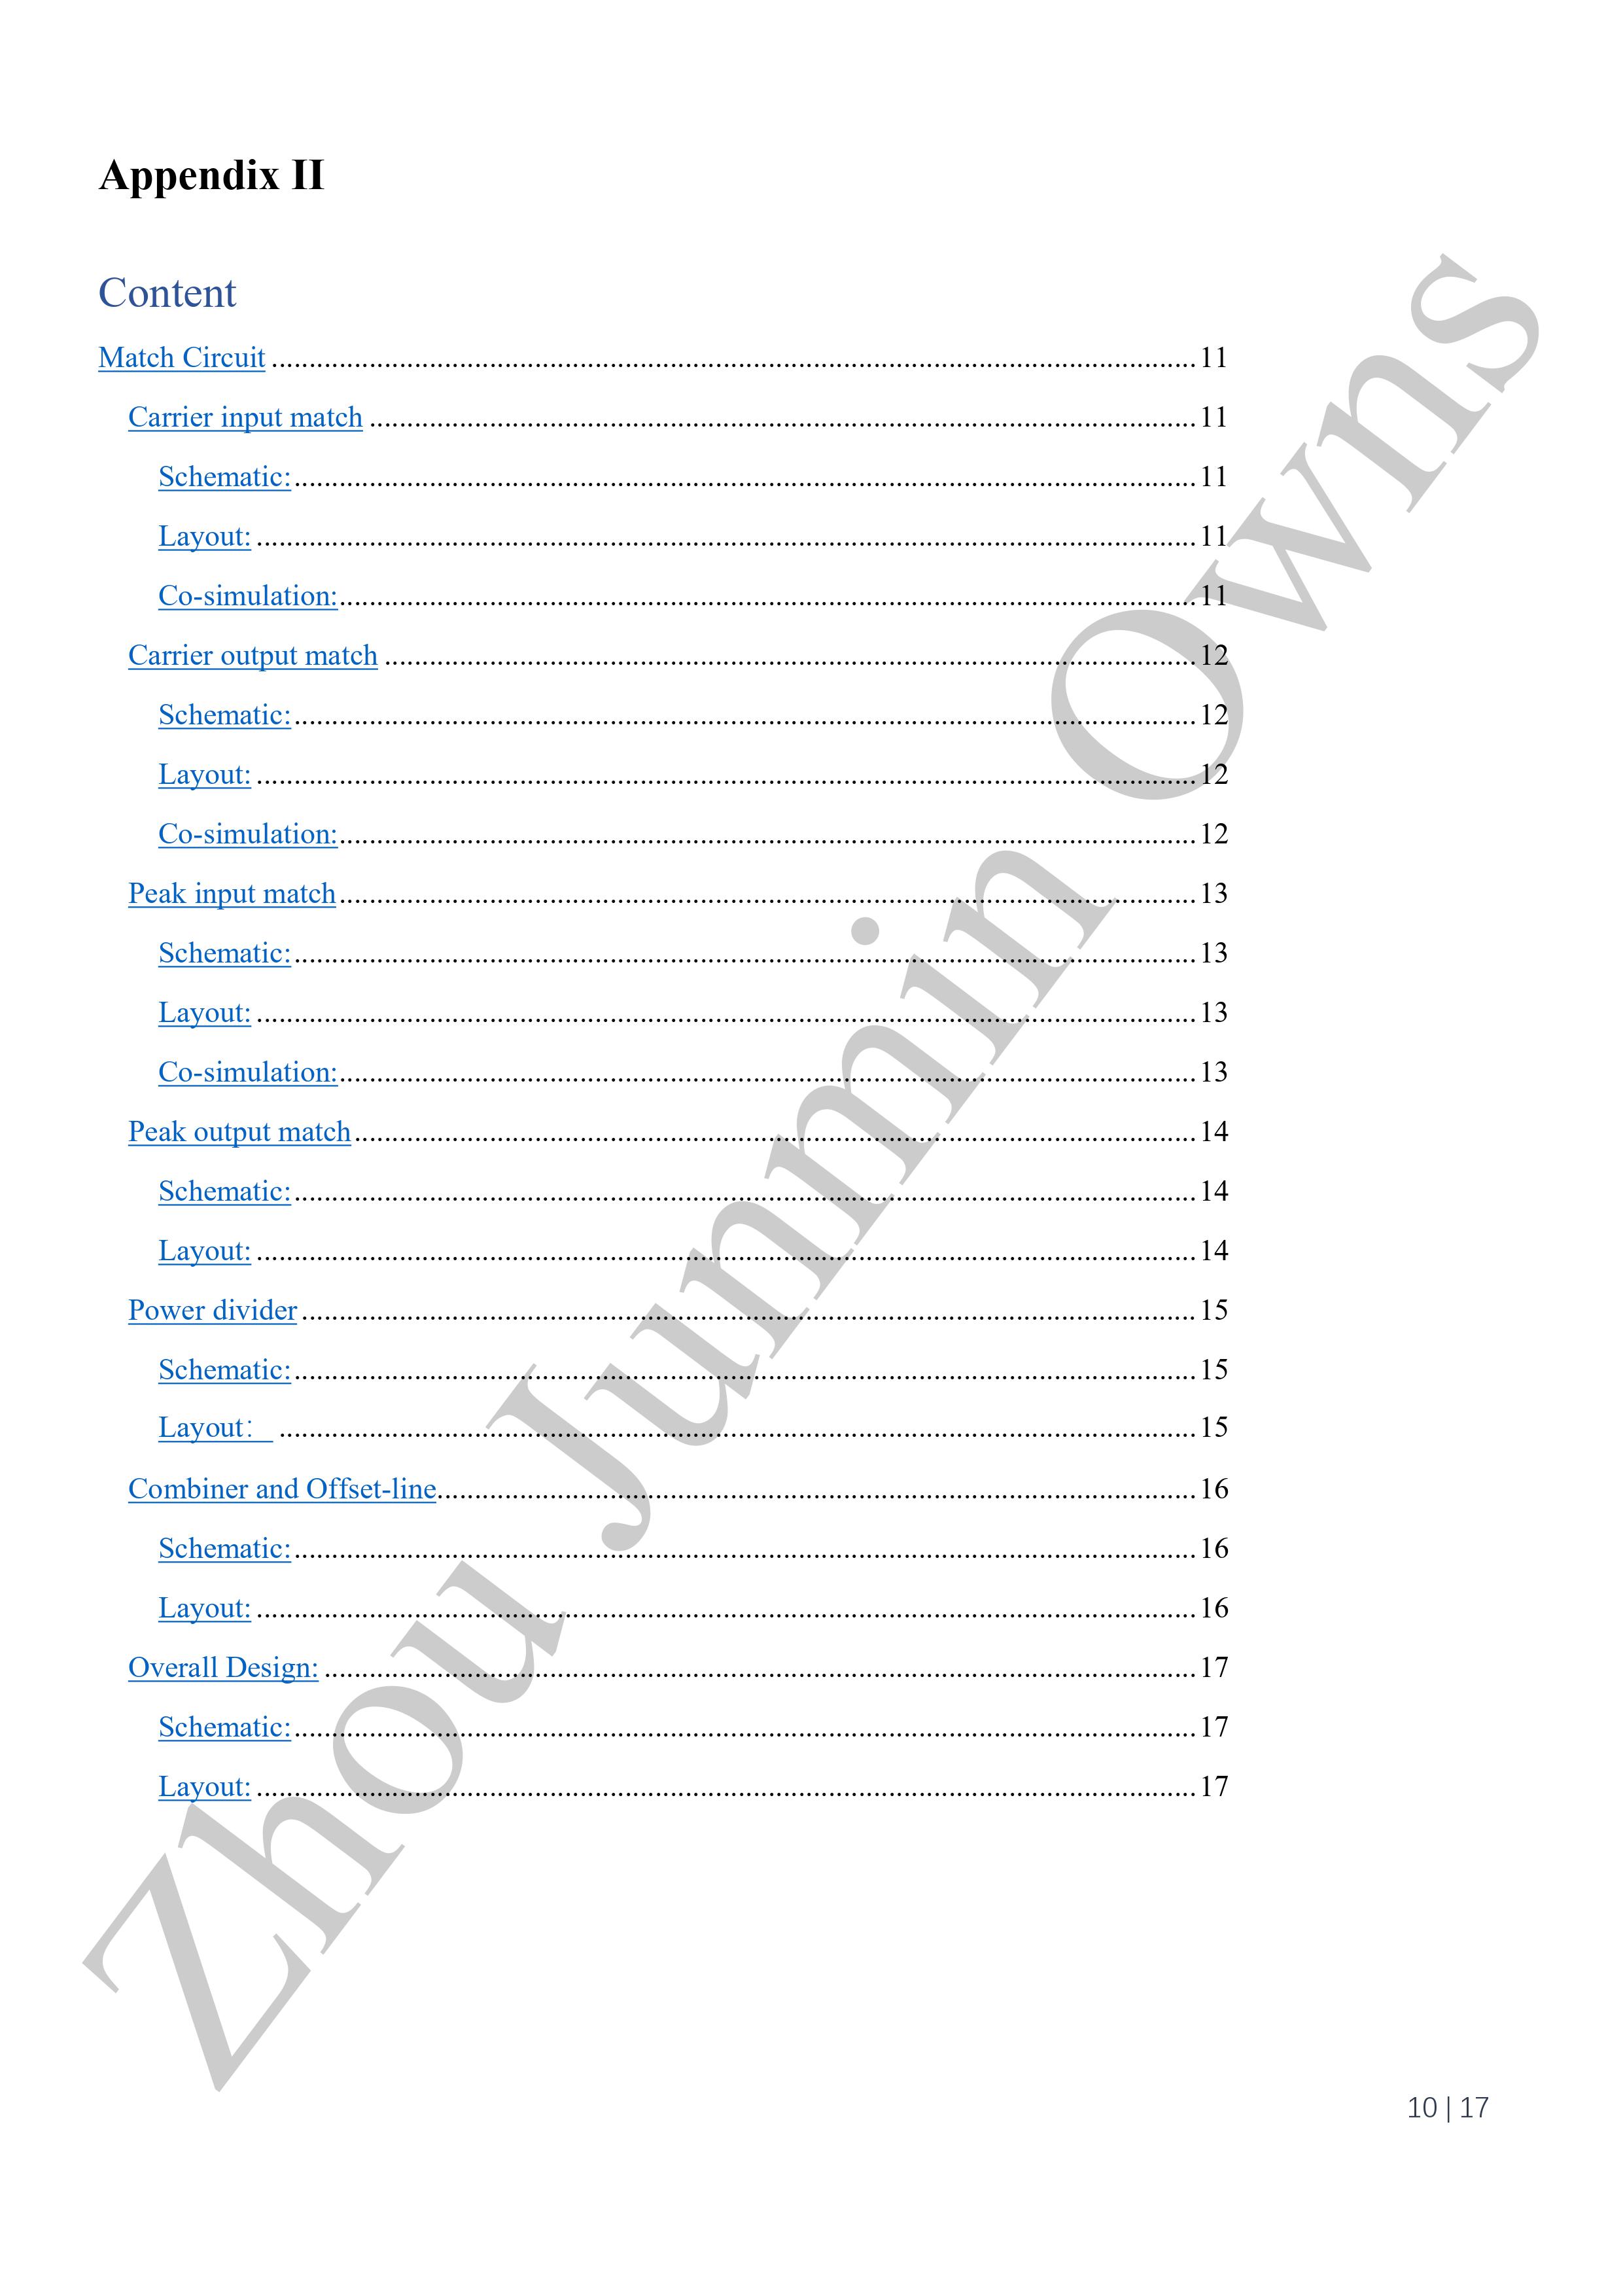 Appendix II
Content
Match Circuit ........ 11
Carrier input match ........ 11
Schematic: ........ 11
Layout: ........ 11
Co-simulation: ........ 11
Carrier output match ........ 12
Schematic: ........ 12
Layout: ........ 12
Co-simulation: ........ 12
Peak input match ........ 13
Schematic: ........ 13
Layout: ........ 13
Co-simulation: ........ 13
Peak output match ........ 14
Schematic: ........ 14
Layout: ........ 14
Power divider ........ 15
Schematic: ........ 15
Layout: ........ 15
Combiner and Offset-line ........ 16
Schematic: ........ 16
Layout: ........ 16
Overall Design: ........ 17
Schematic: ........ 17
Layout: ........ 17
Zhou Junmin Owns
10 | 17